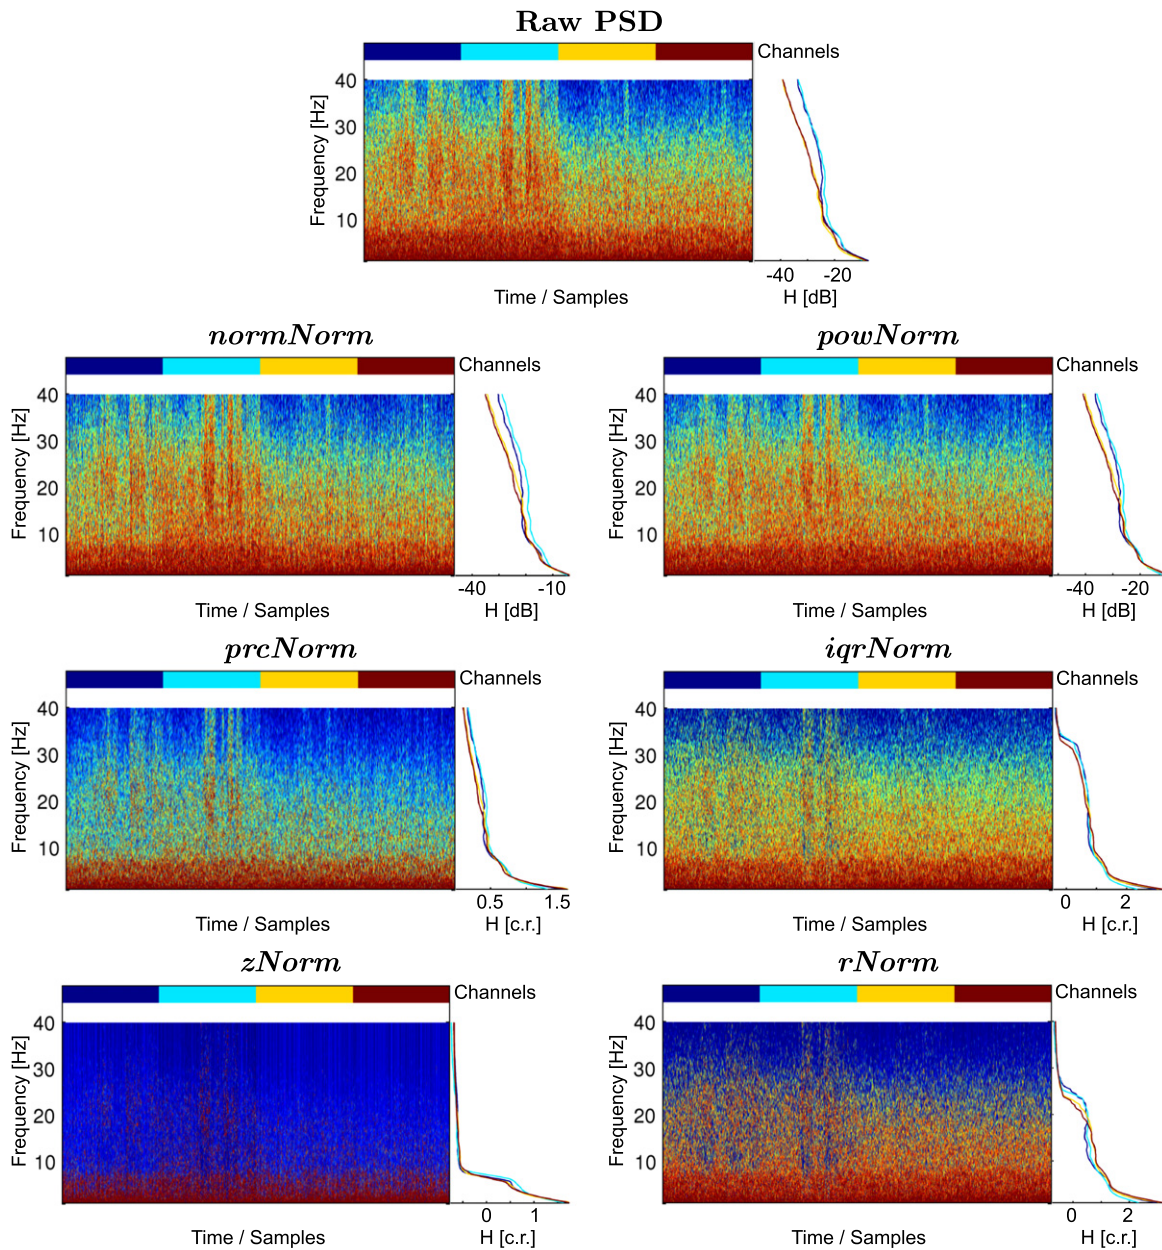 Raw PSD
Channels
40
30
20
10
Frequency [Hz]
-40 -20
Time / Samples
H [dB]
normNorm
Channels
40
30
20
10
Frequency [Hz]
-40 -10
Time / Samples
H [dB]
powNorm
Channels
40
30
20
10
Frequency [Hz]
-40 -20
Time / Samples
H [dB]
prcNorm
Channels
40
30
20
10
Frequency [Hz]
0.5 1.5
Time / Samples
H [c.r.]
iqrNorm
Channels
40
30
20
10
Frequency [Hz]
0 2
Time / Samples
H [c.r.]
zNorm
Channels
40
30
20
10
Frequency [Hz]
0 1
Time / Samples
H [c.r.]
rNorm
Channels
40
30
20
10
Frequency [Hz]
0 2
Time / Samples
H [c.r.]